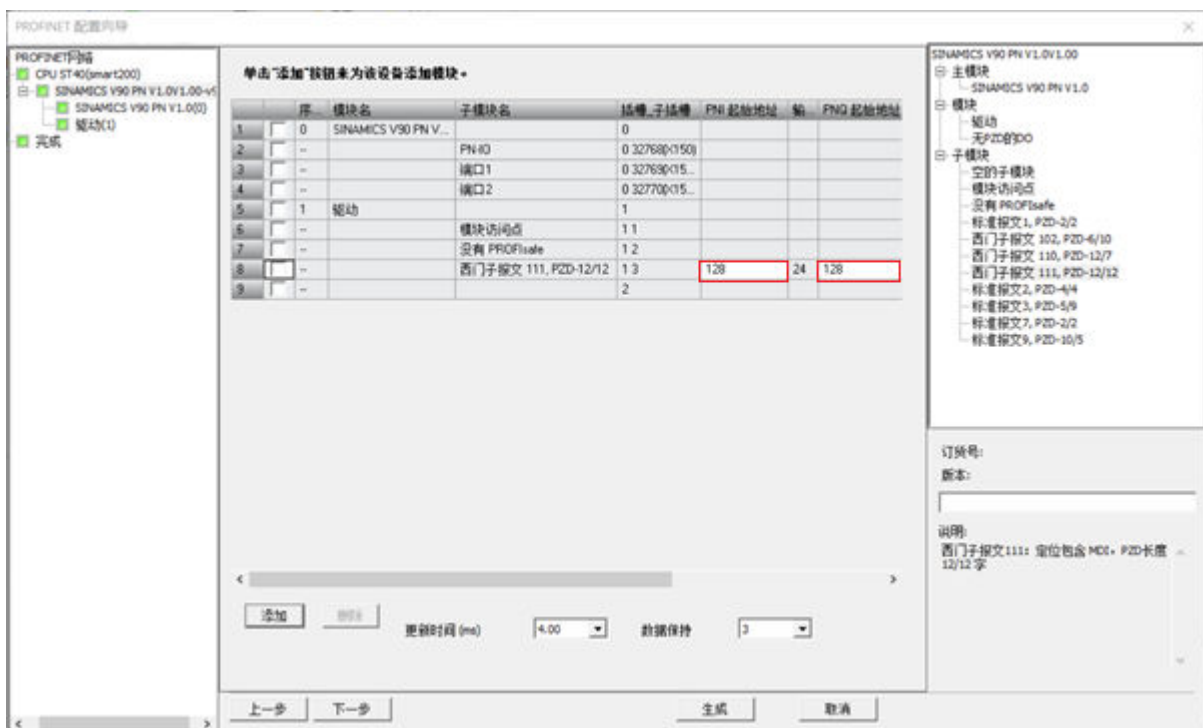 PROFINET 配置向导
PROFINET网络
CPU ST40(smart200)
SINAMICS V90 PN V1.0V1.00-v9
SINAMICS V90 PN V1.0(0)
驱动(1)
完成
单击"添加"按钮来为该设备添加模块。
序... 模块名 子模块名 插槽_子插槽 PNI 起始地址 输... PNQ 起始地址
1 0 SINAMICS V90 PN V... 0
2 -- PN-IO 0 32768(X150)
3 -- 端口1 0 32769(X15...
4 -- 端口2 0 32770(X15...
5 1 驱动 1
6 -- 模块访问点 1 1
7 -- 没有 PROFIsafe 1 2
8 -- 西门子报文 111, PZD-12/12 1 3 128 24 128
9 -- 2
添加 删除 更新时间 (ms) 4.00 数据保持 3
上一步 下一步 生成 取消
SINAMICS V90 PN V1.0V1.00
主模块
SINAMICS V90 PN V1.0
模块
驱动
无PZD的DO
子模块
空的子模块
模块访问点
没有 PROFIsafe
标准报文1, PZD-2/2
西门子报文 102, PZD-6/10
西门子报文 110, PZD-12/7
西门子报文 111, PZD-12/12
标准报文2, PZD-4/4
标准报文3, PZD-5/9
标准报文7, PZD-2/2
标准报文9, PZD-10/5
订货号:
版本:
说明:
西门子报文111: 定位包含 MDI, PZD长度
12/12 字